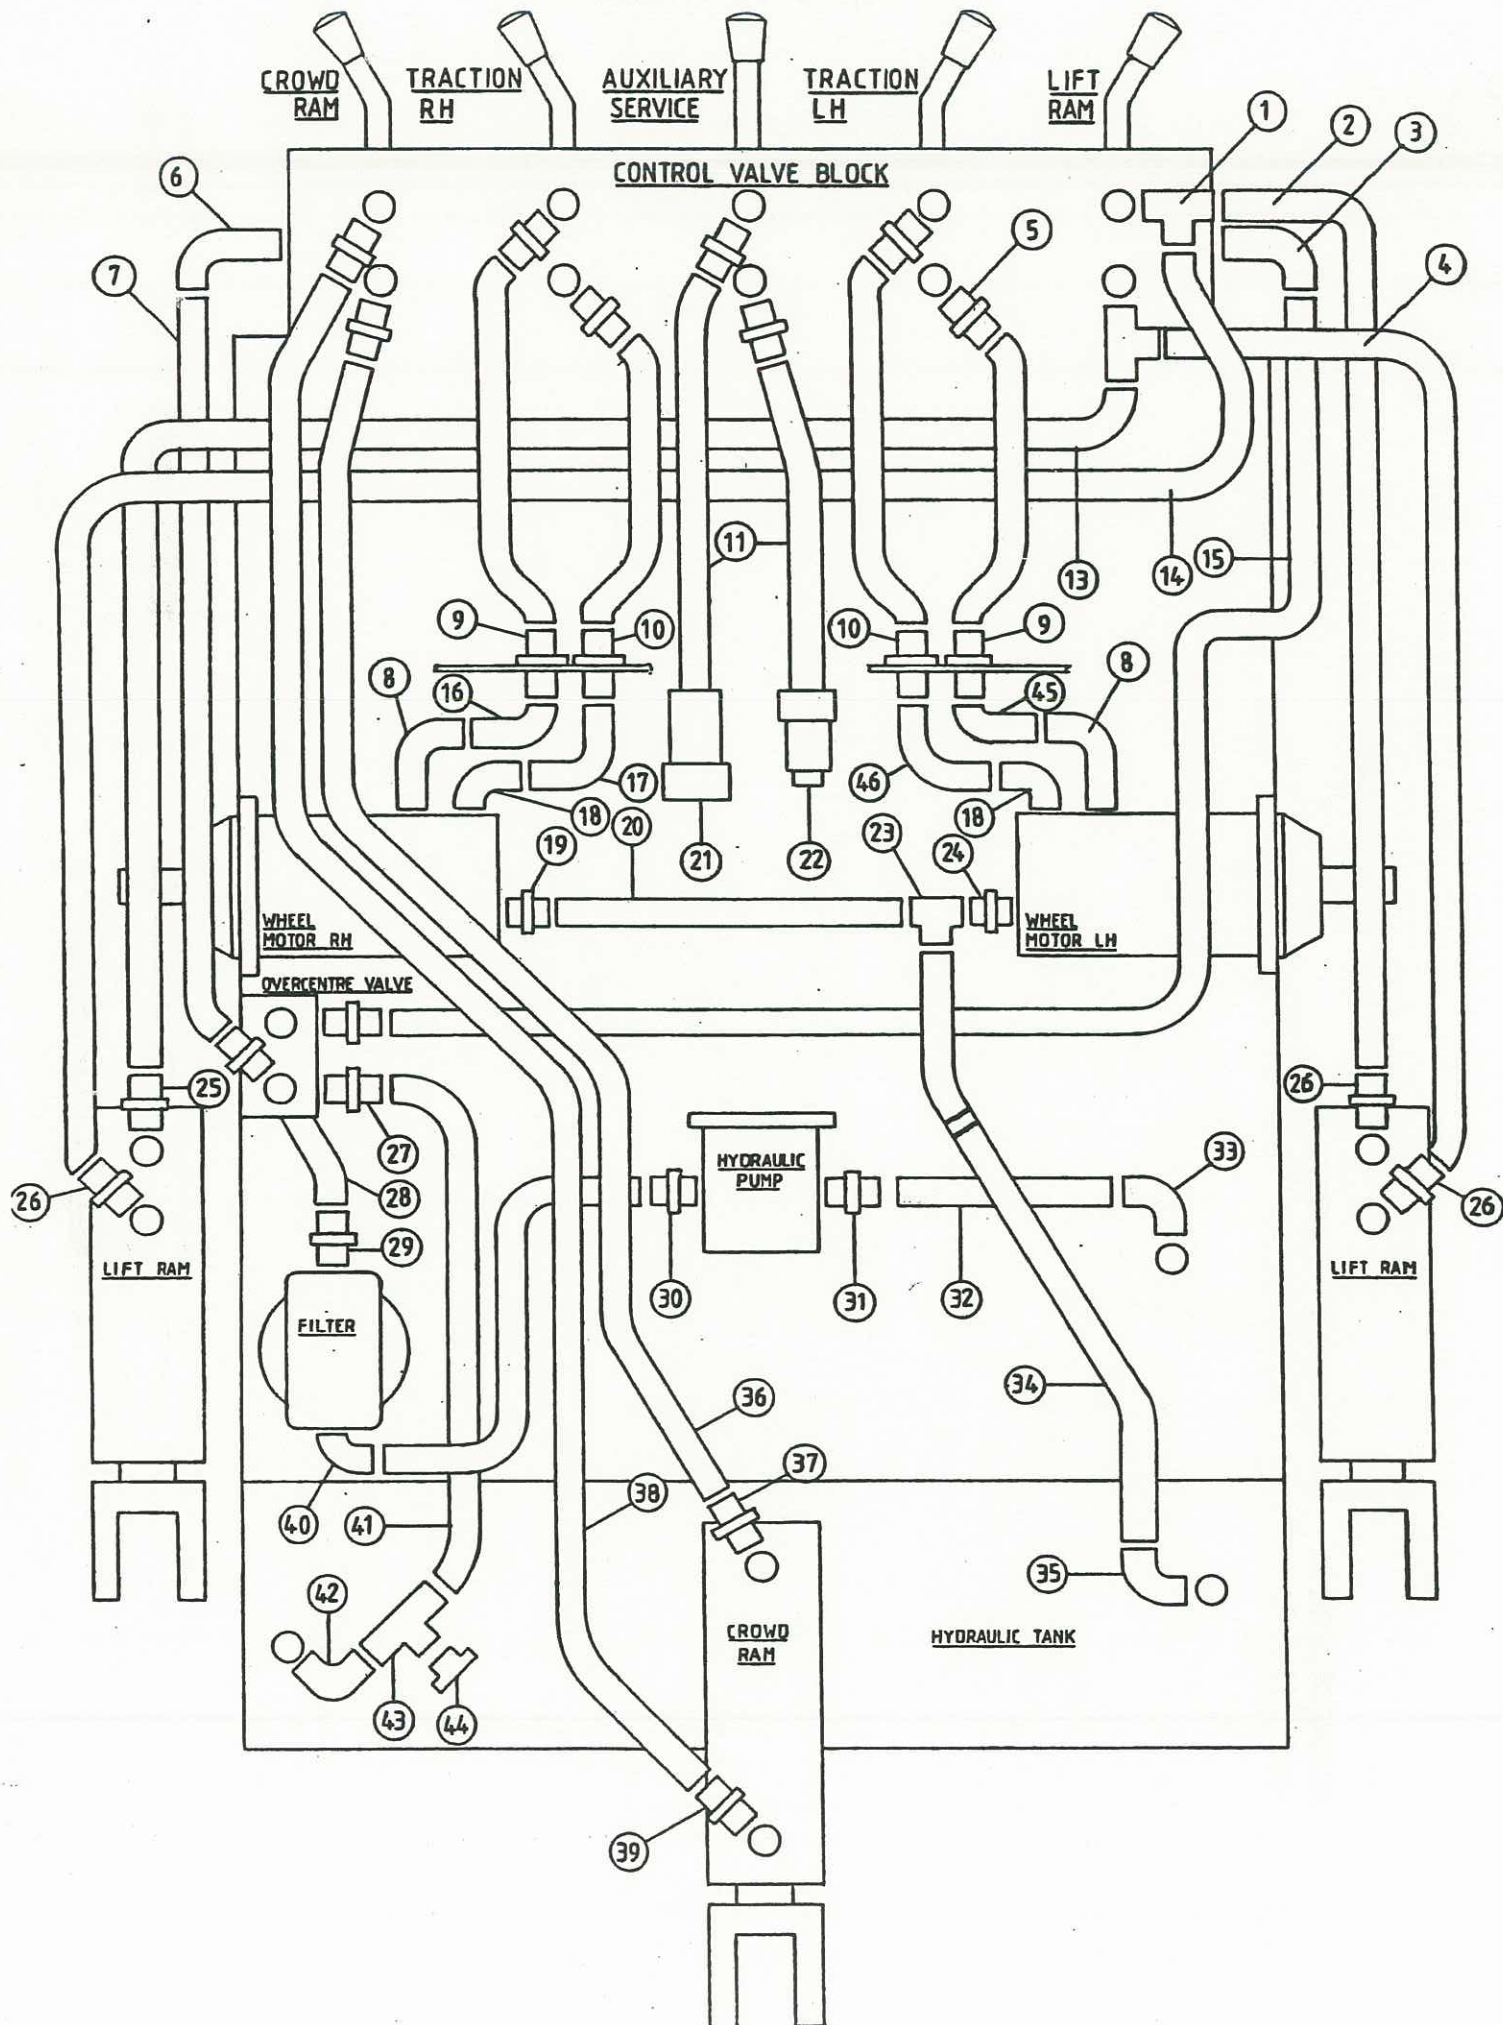 CROWD
RAM
TRACTION
RH
AUXILIARY
SERVICE
TRACTION
LH
LIFT
RAM
1
2
3
CONTROL VALVE BLOCK
6
5
7
4
11
13
14
15
9
10
10
9
8
16
45
8
17
46
18
20
18
19
21
22
23
24
WHEEL
MOTOR RH
WHEEL
MOTOR LH
OVERCENTRE VALVE
25
26
27
HYDRAULIC
PUMP
33
26
28
26
29
LIFT RAM
LIFT RAM
30
31
32
FILTER
34
36
37
38
40
41
35
42
CROWD
RAM
HYDRAULIC TANK
43
44
39